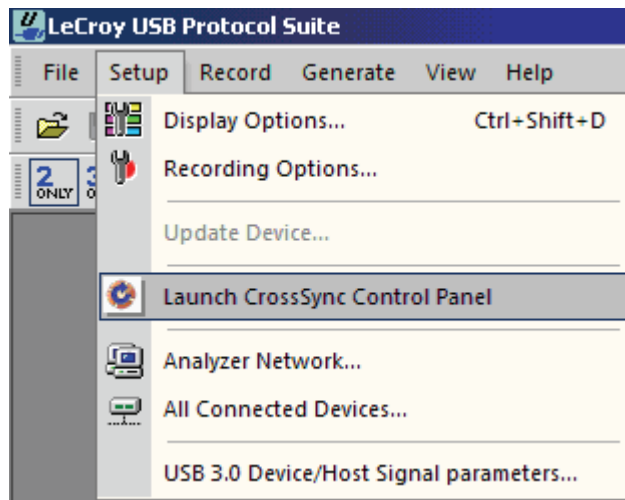 LeCroy USB Protocol Suite
File Setup Record Generate View Help
Display Options... Ctrl+Shift+D
2 ONLY
Recording Options...
Update Device...
Launch CrossSync Control Panel
Analyzer Network...
All Connected Devices...
USB 3.0 Device/Host Signal parameters...